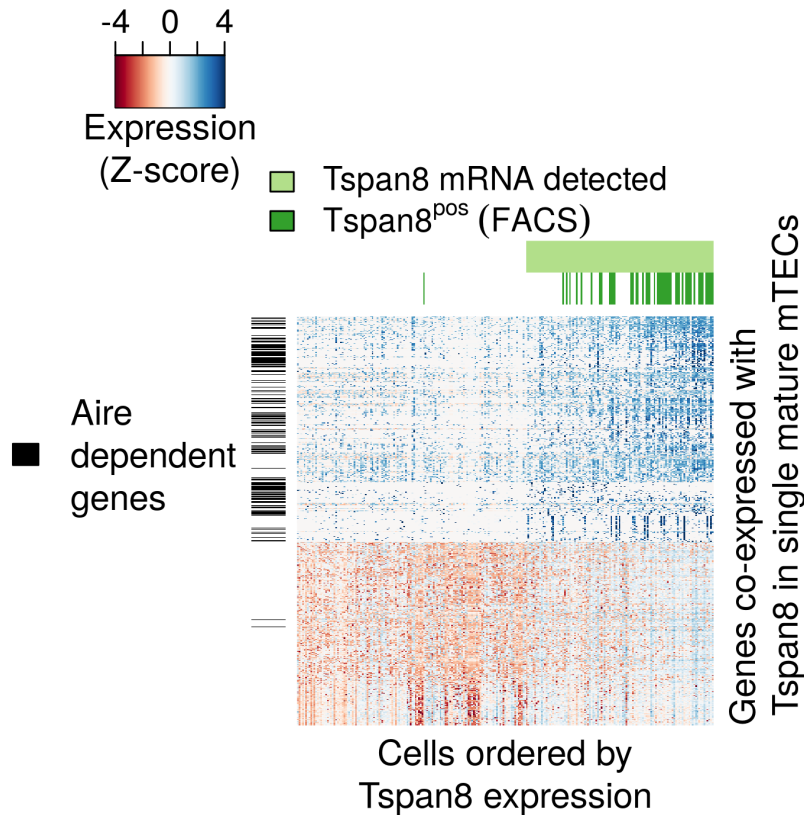 -4 0 4
Expression
(Z-score)
Tspan8 mRNA detected
Tspan8pos (FACS)
Aire
dependent
genes
Genes co-expressed with
Tspan8 in single mature mTECs
Cells ordered by
Tspan8 expression